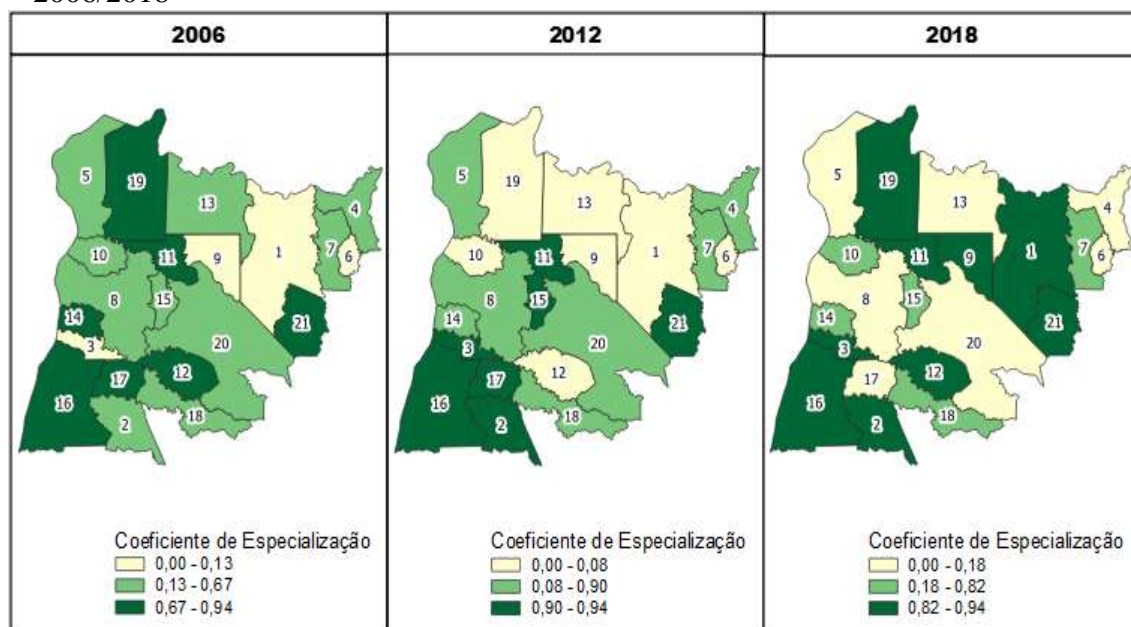 2006/2018
2006 2012 2018
5 19 13 4 1 7 6 10 11 9 8 15 14 21 3 20 12 17 16 2 18
5 19 13 4 1 7 6 10 11 9 8 15 14 21 3 20 12 17 16 2 18
5 19 13 4 1 7 6 10 11 9 8 15 14 21 3 20 12 17 16 2 18
Coeficiente de Especialização
0,00 - 0,13
0,13 - 0,67
0,67 - 0,94
Coeficiente de Especialização
0,00 - 0,08
0,08 - 0,90
0,90 - 0,94
Coeficiente de Especialização
0,00 - 0,18
0,18 - 0,82
0,82 - 0,94